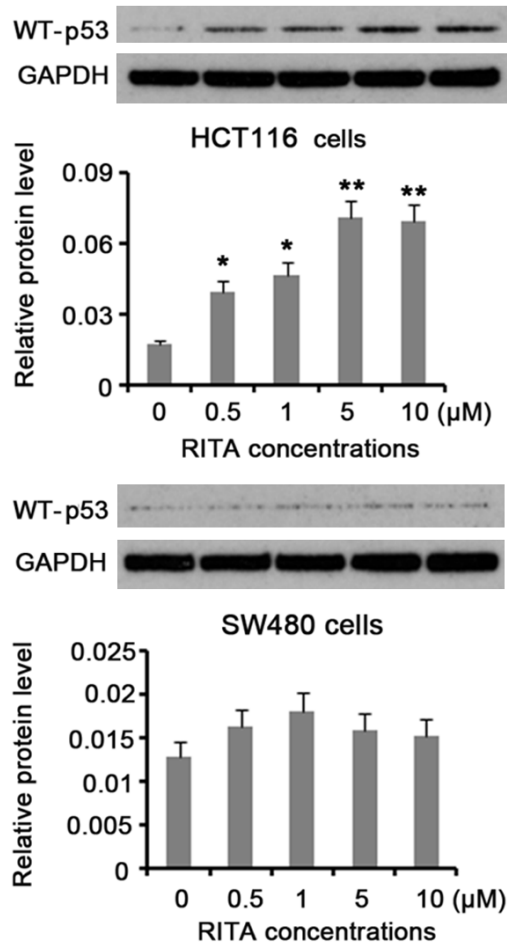 WT-p53
GAPDH
HCT116 cells
Relative protein level
0.09
0.06
0.03
0
* * ** **
0 0.5 1 5 10 (µM)
RITA concentrations
WT-p53
GAPDH
SW480 cells
Relative protein level
0.025
0.02
0.015
0.01
0.005
0
0 0.5 1 5 10 (µM)
RITA concentrations